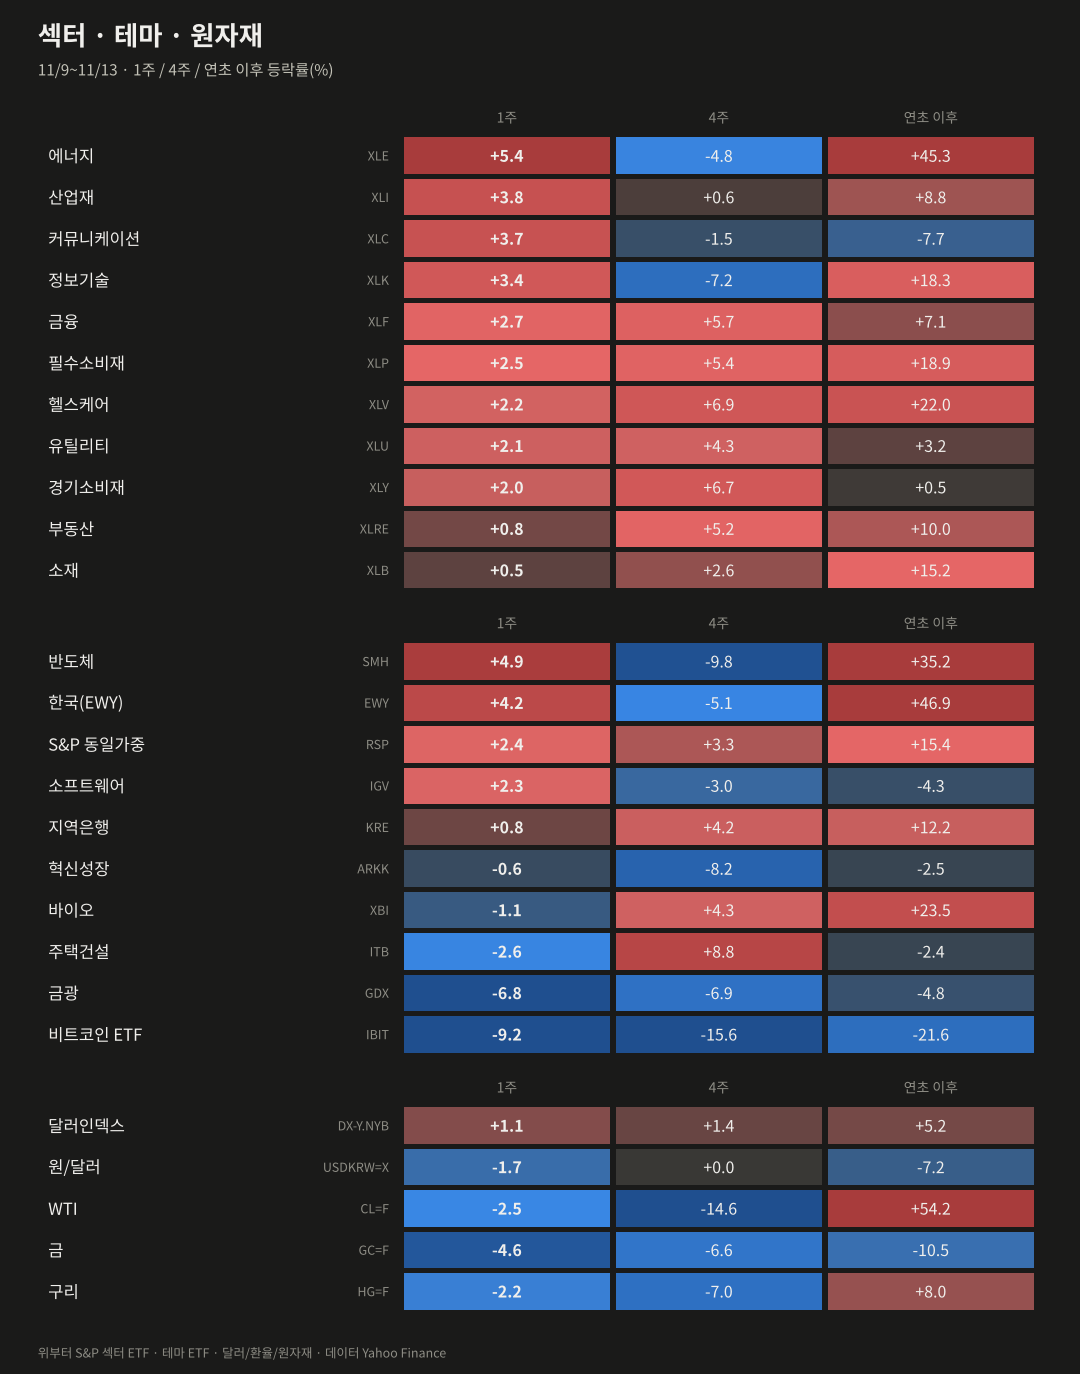 섹터 · 테마 · 원자재
11/9~11/13 · 1주 / 4주 / 연초 이후 등락률(%)
1주 4주 연초 이후
에너지 XLE +5.4 -4.8 +45.3
산업재 XLI +3.8 +0.6 +8.8
커뮤니케이션 XLC +3.7 -1.5 -7.7
정보기술 XLK +3.4 -7.2 +18.3
금융 XLF +2.7 +5.7 +7.1
필수소비재 XLP +2.5 +5.4 +18.9
헬스케어 XLV +2.2 +6.9 +22.0
유틸리티 XLU +2.1 +4.3 +3.2
경기소비재 XLY +2.0 +6.7 +0.5
부동산 XLRE +0.8 +5.2 +10.0
소재 XLB +0.5 +2.6 +15.2
1주 4주 연초 이후
반도체 SMH +4.9 -9.8 +35.2
한국(EWY) EWY +4.2 -5.1 +46.9
S&P 동일가중 RSP +2.4 +3.3 +15.4
소프트웨어 IGV +2.3 -3.0 -4.3
지역은행 KRE +0.8 +4.2 +12.2
혁신성장 ARKK -0.6 -8.2 -2.5
바이오 XBI -1.1 +4.3 +23.5
주택건설 ITB -2.6 +8.8 -2.4
금광 GDX -6.8 -6.9 -4.8
비트코인 ETF IBIT -9.2 -15.6 -21.6
1주 4주 연초 이후
달러인덱스 DX-Y.NYB +1.1 +1.4 +5.2
원/달러 USDKRW=X -1.7 +0.0 -7.2
WTI CL=F -2.5 -14.6 +54.2
금 GC=F -4.6 -6.6 -10.5
구리 HG=F -2.2 -7.0 +8.0
위부터 S&P 섹터 ETF · 테마 ETF · 달러/환율/원자재 · 데이터 Yahoo Finance